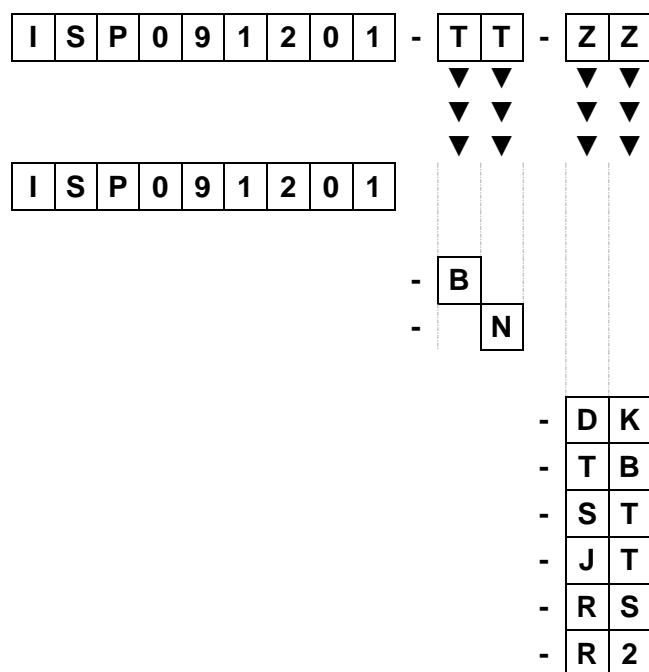 ISP091201 - TT - ZZ
▼ ▼ ▼ ▼
▼ ▼ ▼ ▼
▼ ▼ ▼ ▼
ISP091201
- B
- N
- DK
- TB
- ST
- JT
- RS
- R2